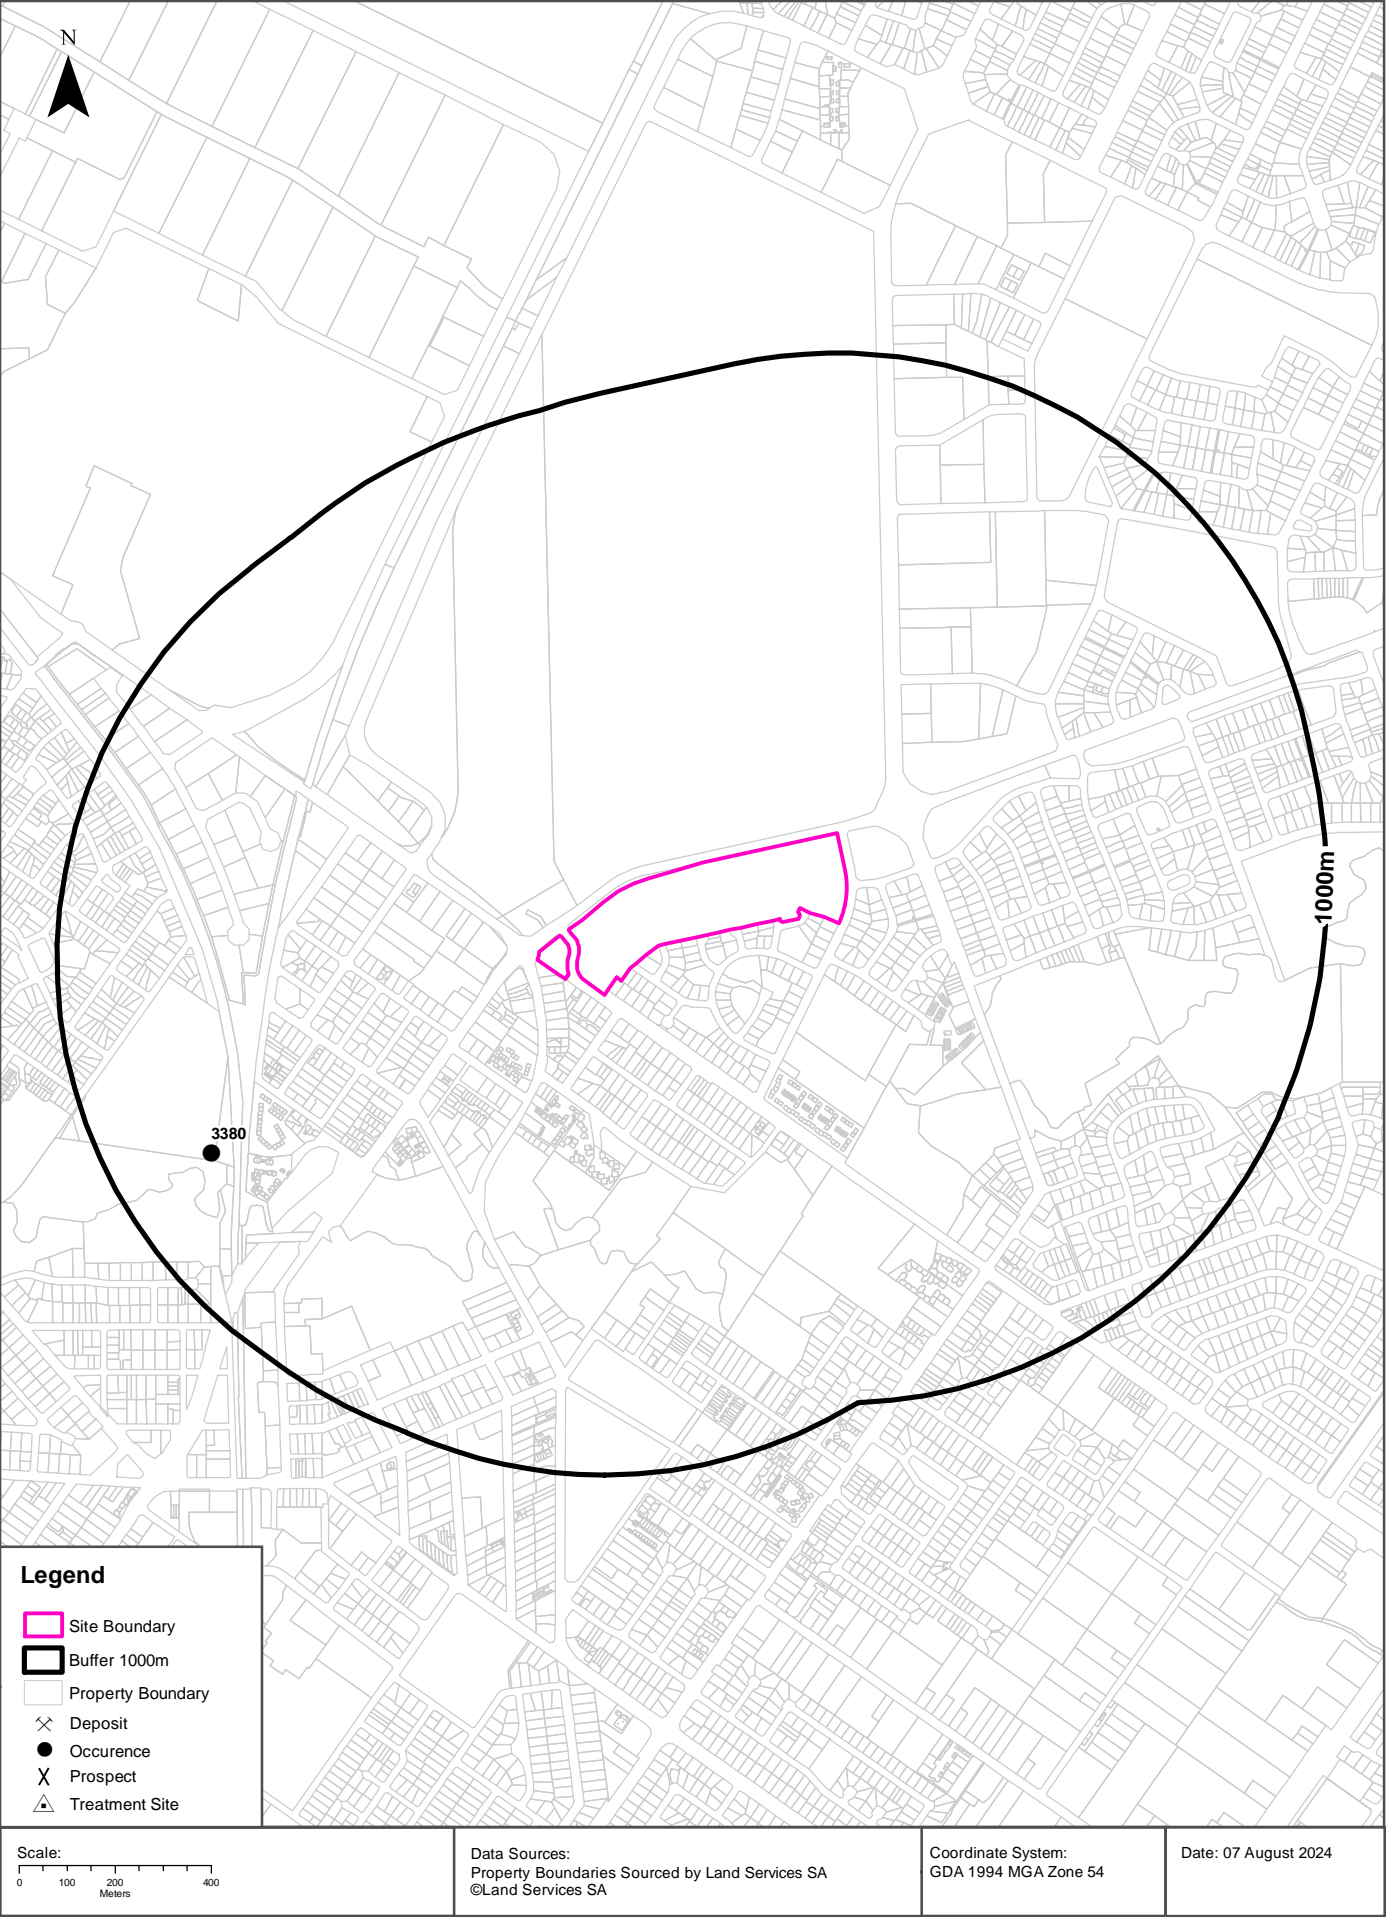 N
1000m
3380
Legend
Site Boundary
Buffer 1000m
Property Boundary
Deposit
Occurence
Prospect
Treatment Site
Scale:
0 100 200 400
Meters
Data Sources:
Property Boundaries Sourced by Land Services SA
©Land Services SA
Coordinate System:
GDA 1994 MGA Zone 54
Date: 07 August 2024